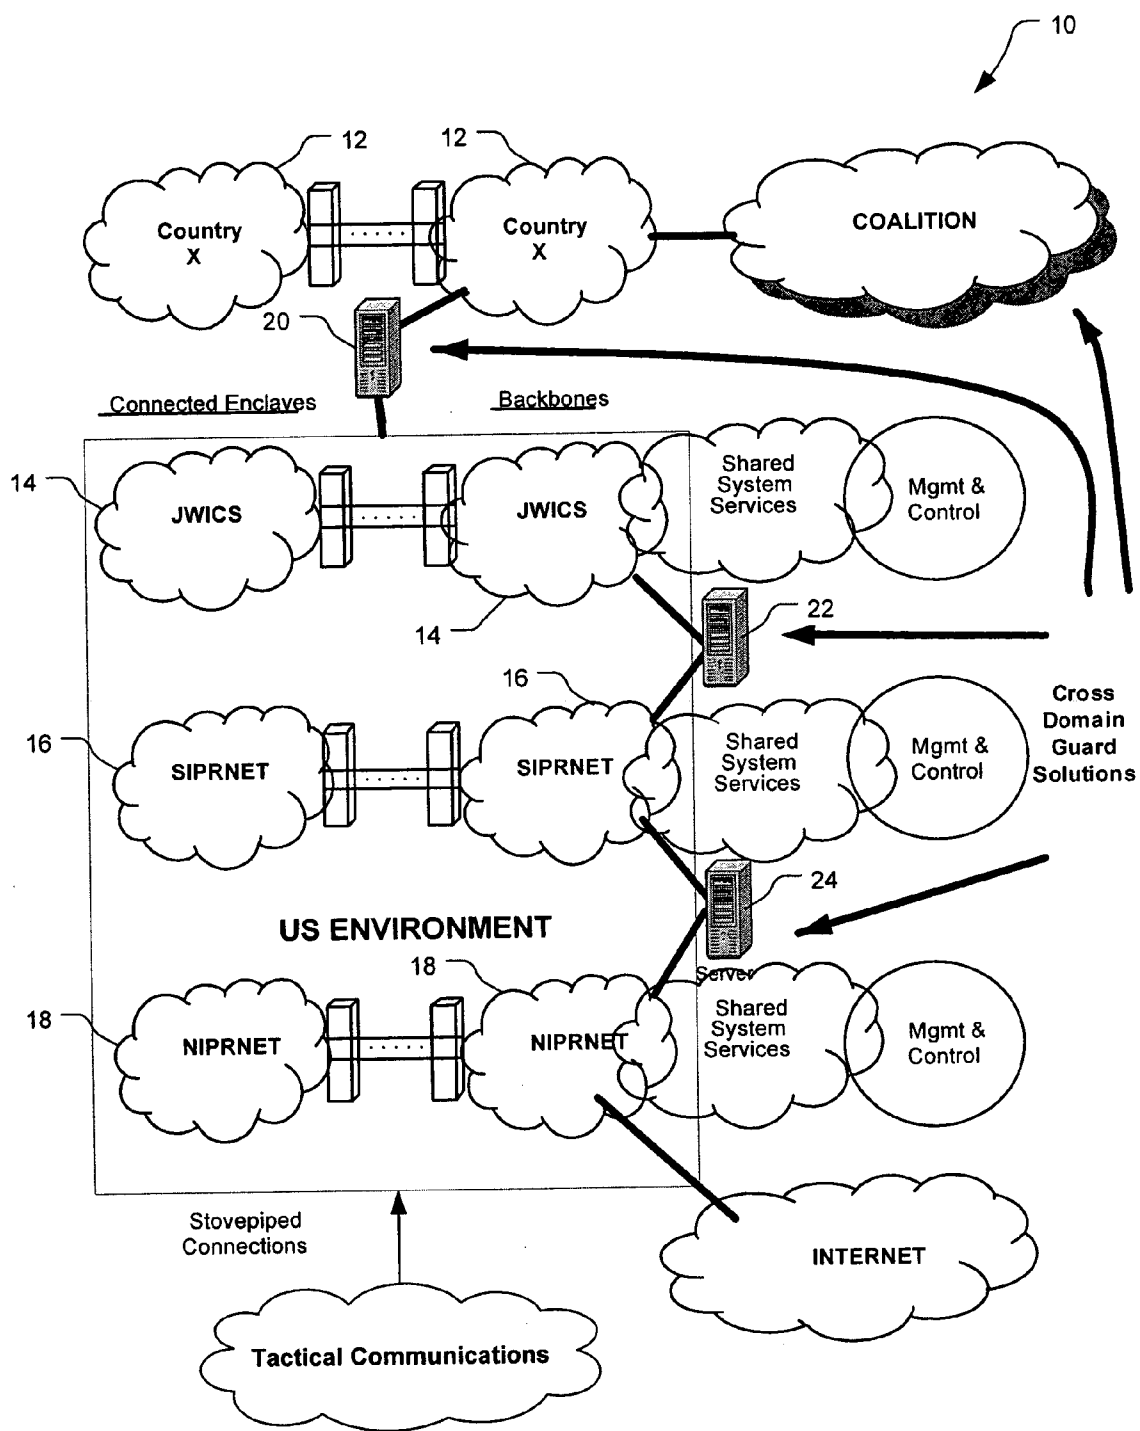 10
12
12
Country
X
Country
X
COALITION
20
Connected Enclaves
Backbones
14
JWICS
JWICS
Shared
System
Services
Mgmt &
Control
14
22
16
16
SIPRNET
SIPRNET
Shared
System
Services
Mgmt &
Control
Cross
Domain
Guard
Solutions
24
US ENVIRONMENT
18
Server
18
NIPRNET
NIPRNET
Shared
System
Services
Mgmt &
Control
Stovepiped
Connections
INTERNET
Tactical Communications